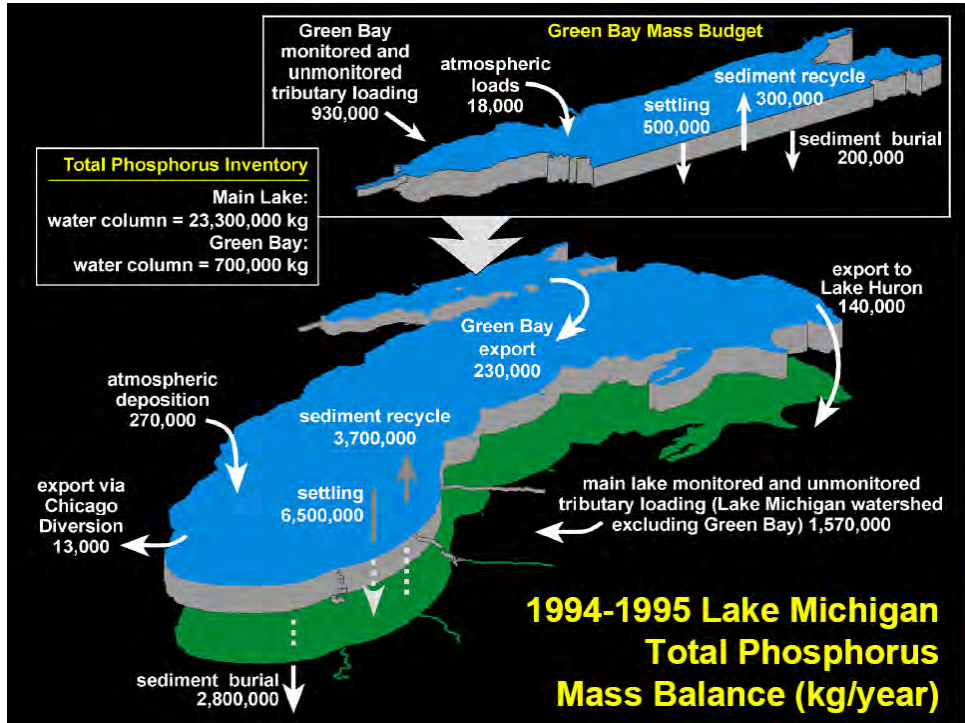 Green Bay Mass Budget
Green Bay
monitored and
unmonitored
tributary loading
930,000
atmospheric
loads
18,000
settling
500,000
sediment recycle
300,000
sediment burial
200,000
Total Phosphorus Inventory
Main Lake:
water column = 23,300,000 kg
Green Bay:
water column = 700,000 kg
export to
Lake Huron
140,000
Green Bay
export
230,000
atmospheric
deposition
270,000
sediment recycle
3,700,000
settling
6,500,000
export via
Chicago
Diversion
13,000
main lake monitored and unmonitored
tributary loading (Lake Michigan watershed
excluding Green Bay) 1,570,000
sediment burial
2,800,000
1994-1995 Lake Michigan
Total Phosphorus
Mass Balance (kg/year)